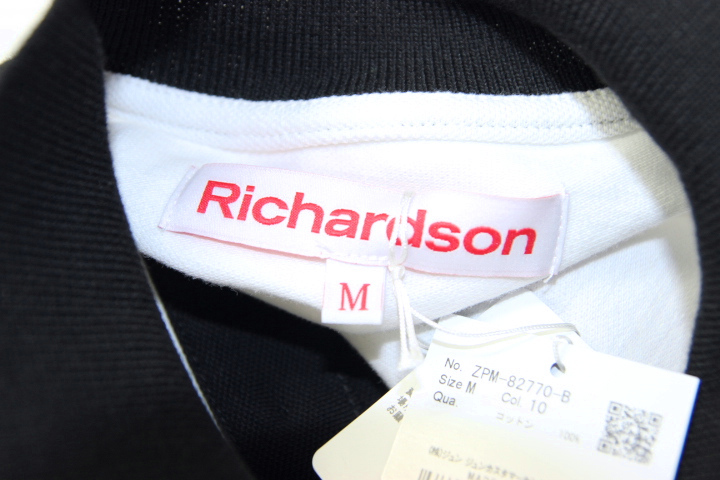 Richardson
M
No. ZPM-82770-B
Size M Col. 10
Qua.
コットン 100%